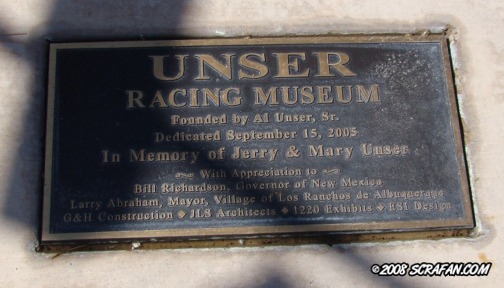 UNSER
RACING MUSEUM
Founded by Al Unser, Sr.
Dedicated September 15, 2005
In Memory of Jerry & Mary Unser
With Appreciation to
Bill Richardson, Governor of New Mexico
Larry Abraham, Mayor, Village of Los Ranchos de Albuquerque
G&H Construction ◆ JLS Architects ◆ 1220 Exhibits ◆ ESI Design
©2008 SCRAFAN.COM